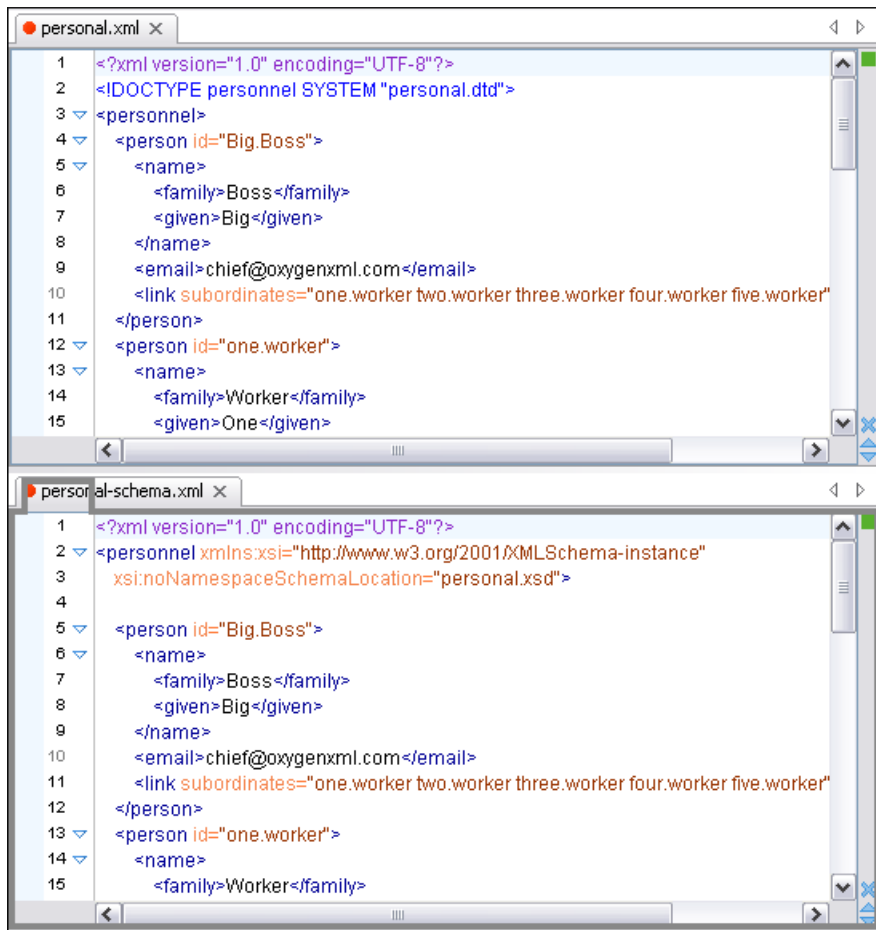 personal.xml
1 <?xml version="1.0" encoding="UTF-8"?>
2 <!DOCTYPE personnel SYSTEM "personal.dtd">
3 <personnel>
4 <person id="Big.Boss">
5 <name>
6 <family>Boss</family>
7 <given>Big</given>
8 </name>
9 <email>chief@oxygenxml.com</email>
10 <link subordinates="one.worker two.worker three.worker four.worker five.worker"
11 </person>
12 <person id="one.worker">
13 <name>
14 <family>Worker</family>
15 <given>One</given>
personal-schema.xml
1 <?xml version="1.0" encoding="UTF-8"?>
2 <personnel xmlns:xsi="http://www.w3.org/2001/XMLSchema-instance"
3 xsi:noNamespaceSchemaLocation="personal.xsd">
4
5 <person id="Big.Boss">
6 <name>
7 <family>Boss</family>
8 <given>Big</given>
9 </name>
10 <email>chief@oxygenxml.com</email>
11 <link subordinates="one.worker two.worker three.worker four.worker five.worker"
12 </person>
13 <person id="one.worker">
14 <name>
15 <family>Worker</family>